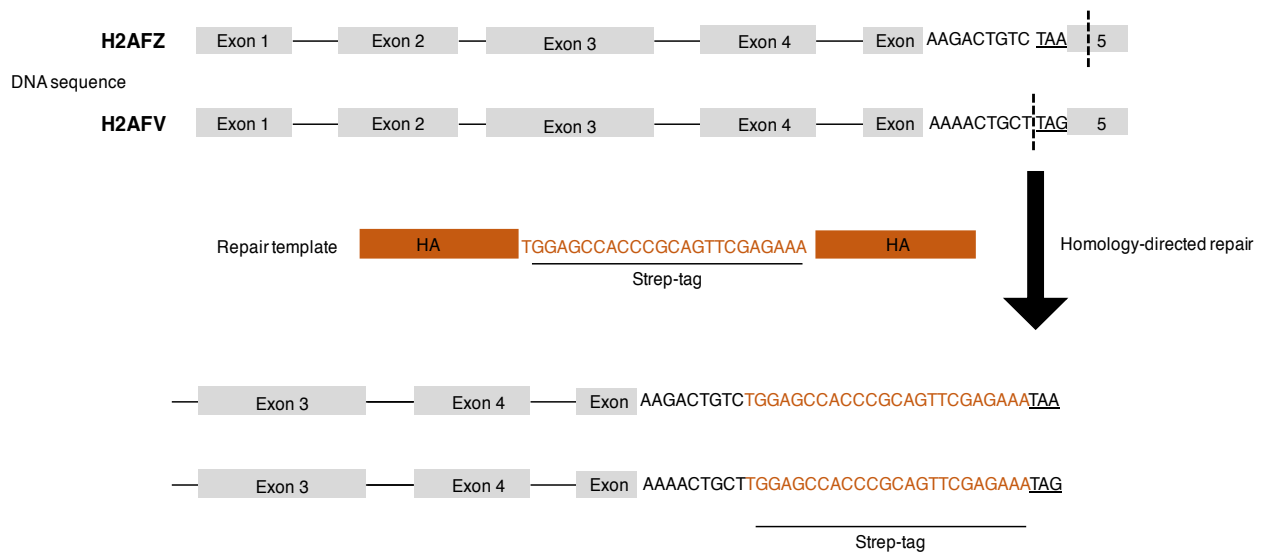 H2AFZ Exon 1 Exon 2 Exon 3 Exon 4 Exon AAGACTGTC TAA 5
DNA sequence
H2AFV Exon 1 Exon 2 Exon 3 Exon 4 Exon AAAACTGCT TAG 5
Repair template HA TGGAGCCACCCGCAGTTCGAGAAA HA Homology-directed repair
Strep-tag
Exon 3 Exon 4 Exon AAGACTGTCTGGAGCCACCCGCAGTTCGAGAAATAA
Exon 3 Exon 4 Exon AAAACTGCTTGGAGCCACCCGCAGTTCGAGAAATAG
Strep-tag